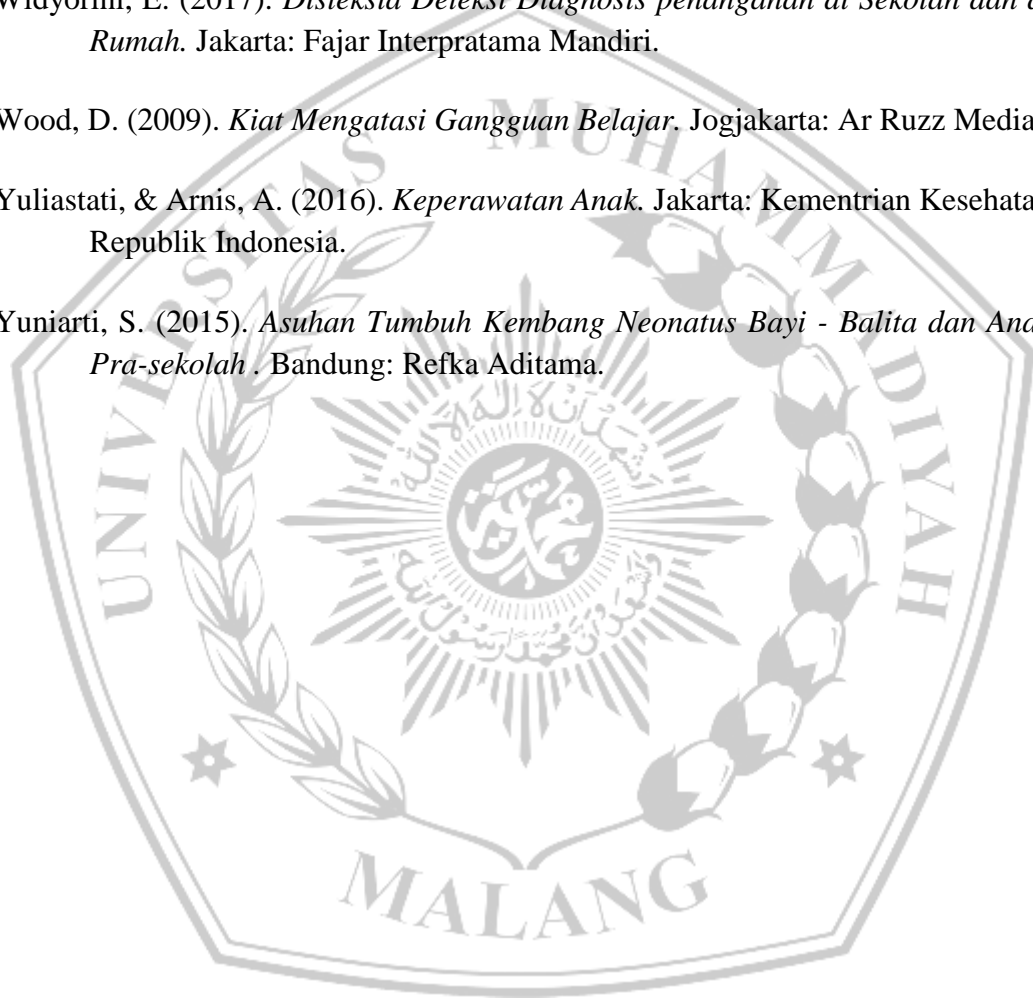 Widyorini, E. (2017). Disleksia Deteksi Diagnosis penanganan di Sekolah dan
Rumah. Jakarta: Fajar Interpratama Mandiri.
Wood, D. (2009). Kiat Mengatasi Gangguan Belajar. Jogjakarta: Ar Ruzz Media
Yuliastati, & Arnis, A. (2016). Keperawatan Anak. Jakarta: Kementrian Kesehata
Republik Indonesia.
Yuniarti, S. (2015). Asuhan Tumbuh Kembang Neonatus Bayi - Balita dan
Pra-sekolah . Bandung: Refka Aditama.
UNIVERSITAS MUHAMMADIYAH
MALANG